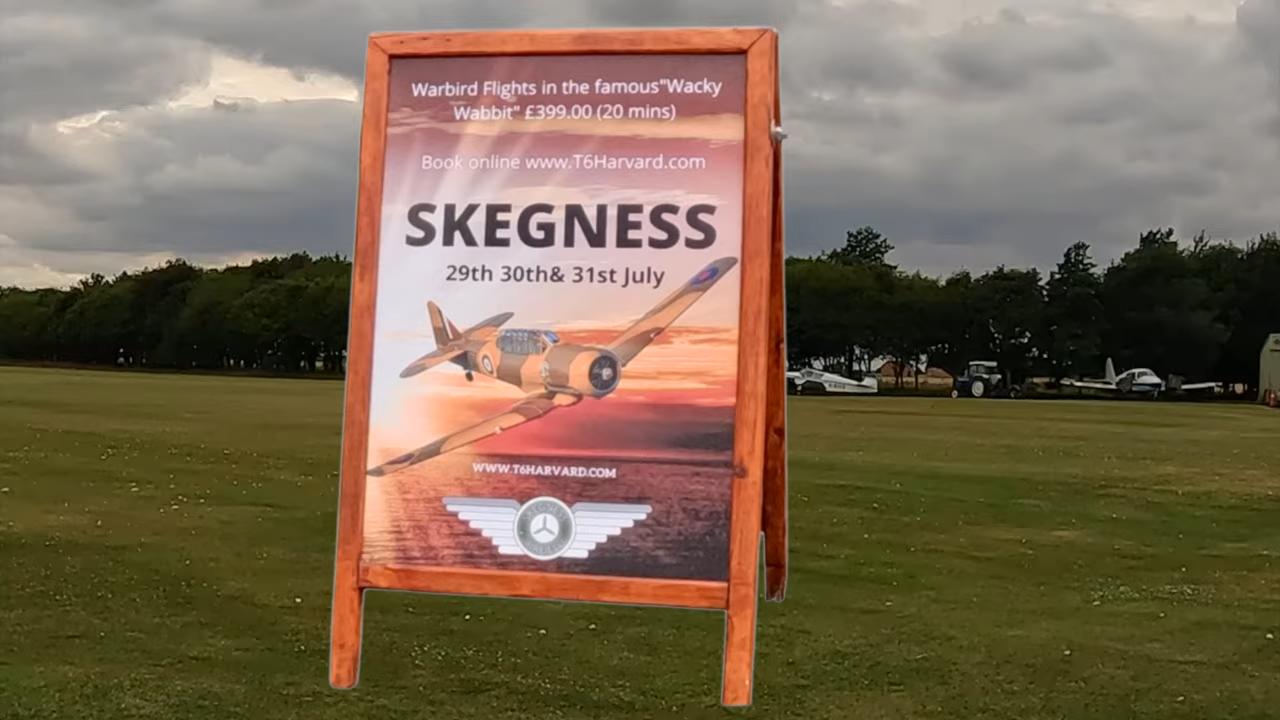 Warbird Flights in the famous"Wacky
Wabbit" £399.00 (20 mins)
Book online www.T6Harvard.com
SKEGNESS
29th 30th& 31st July
WWW.T6HARVARD.COM
SKEGNESS